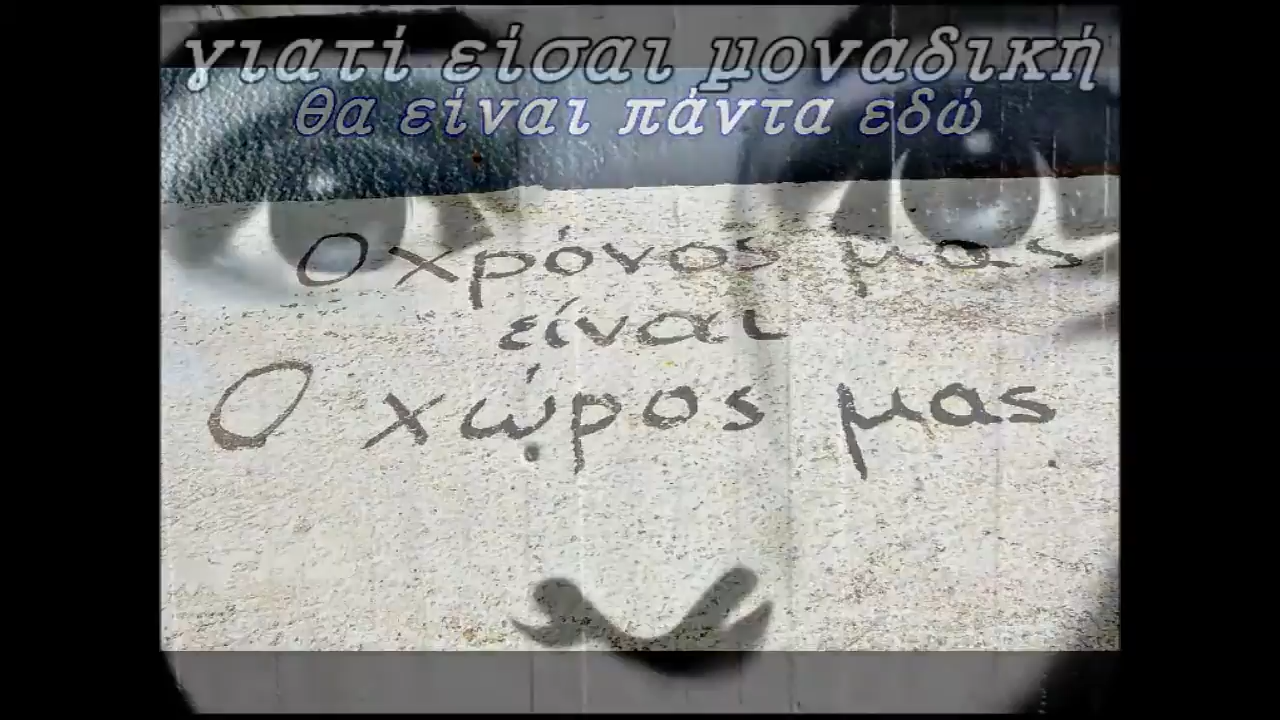 γιατί είσαι μοναδική
θα είναι πάντα εδώ
Ο χρόνος μας
είναι
Ο χώρος μας